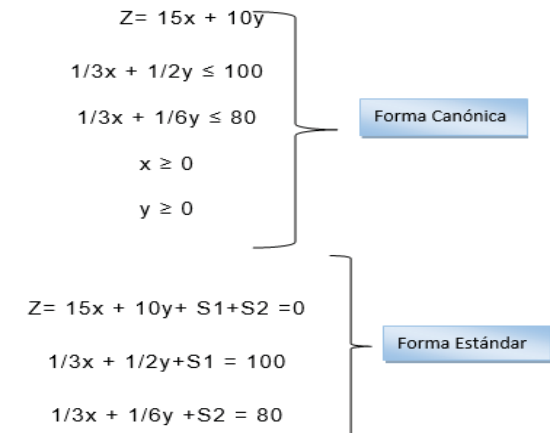 Z= 15x + 10y
1/3x + 1/2y ≤ 100
1/3x + 1/6y ≤ 80
x ≥ 0
y ≥ 0
Forma Canónica
Z= 15x + 10y+ S1+S2 =0
1/3x + 1/2y+S1 = 100
1/3x + 1/6y +S2 = 80
Forma Estándar